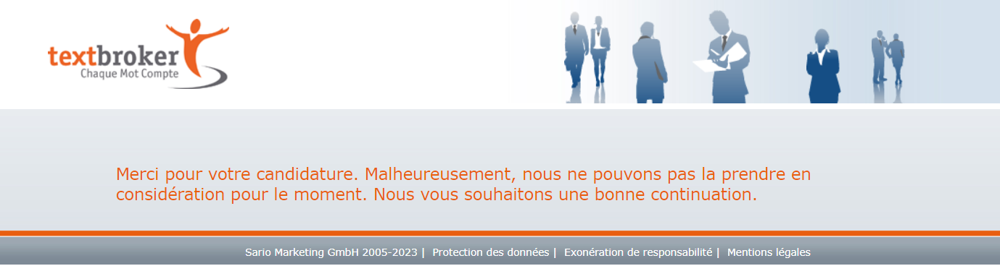 textbroker
Chaque Mot Compte
Merci pour votre candidature. Malheureusement, nous ne pouvons pas la prendre en
considération pour le moment. Nous vous souhaitons une bonne continuation.
Sario Marketing GmbH 2005-2023 | Protection des données | Exonération de responsabilité | Mentions légales